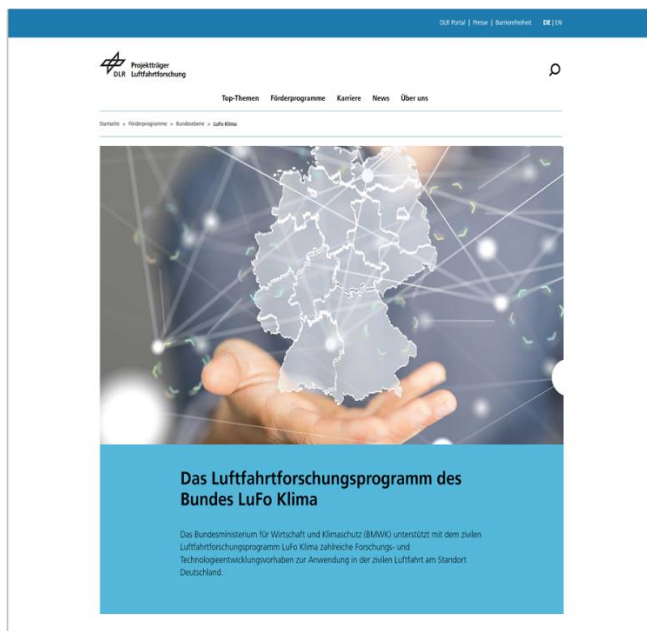 DLR Portal | Presse | Barrierefreiheit DE | EN
Projektträger
DLR Luftfahrtforschung
Top-Themen Förderprogramme Karriere News Über uns
Startseite > Förderprogramme > Bundesebene > LuFo Klima
Das Luftfahrtforschungsprogramm des
Bundes LuFo Klima
Das Bundesministerium für Wirtschaft und Klimaschutz (BMWK) unterstützt mit dem zivilen
Luftfahrtforschungsprogramm LuFo Klima zahlreiche Forschungs- und
Technologieentwicklungsvorhaben zur Anwendung in der zivilen Luftfahrt am Standort
Deutschland.